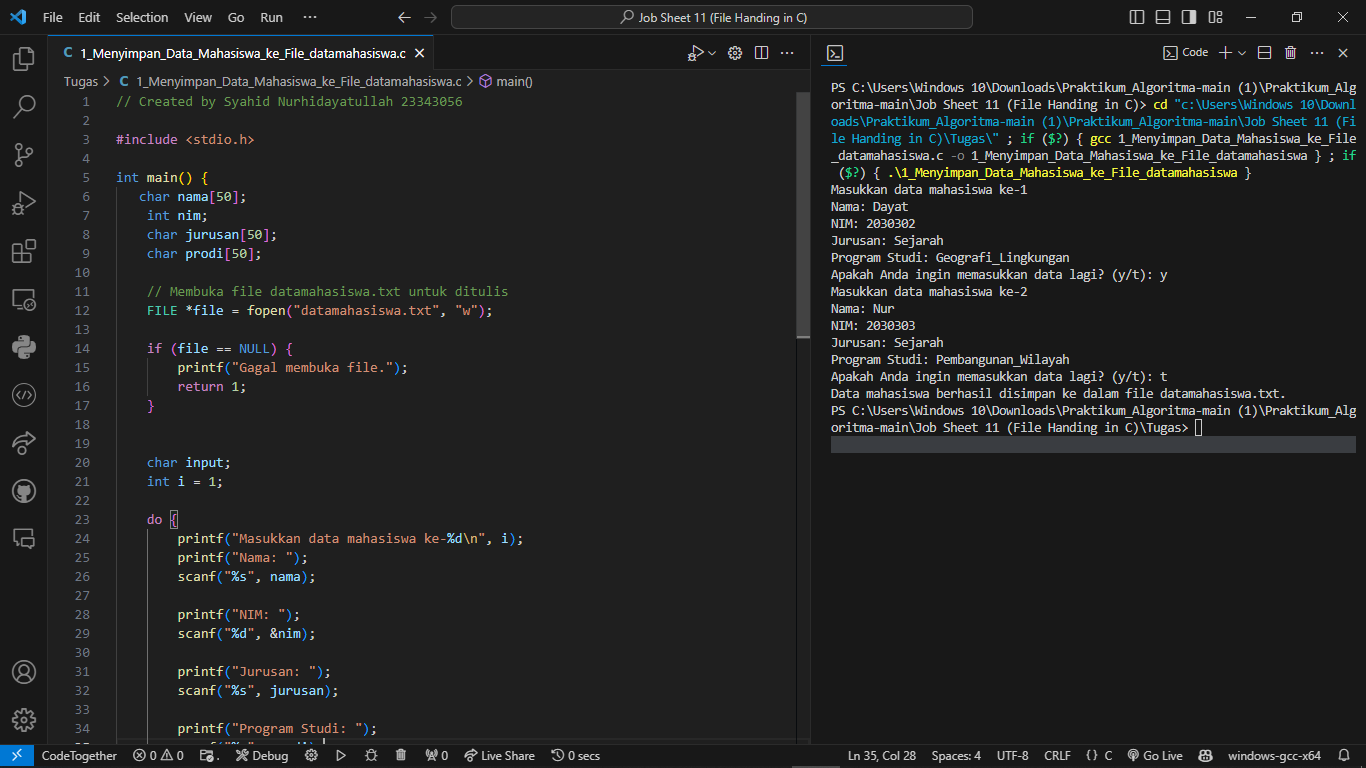 File Edit Selection View Go Run ··· Job Sheet 11 (File Handing in C)
C 1_Menyimpan_Data_Mahasiswa_ke_File_datamahasiswa.c
Tugas > C 1_Menyimpan_Data_Mahasiswa_ke_File_datamahasiswa.c > main()
1 // Created by Syahid Nurhidayatullah 23343056
2
3 #include <stdio.h>
4
5 int main() {
6 char nama[50];
7 int nim;
8 char jurusan[50];
9 char prodi[50];
10
11 // Membuka file datamahasiswa.txt untuk ditulis
12 FILE *file = fopen("datamahasiswa.txt", "w");
13
14 if (file == NULL) {
15 printf("Gagal membuka file.");
16 return 1;
17 }
18
19
20 char input;
21 int i = 1;
22
23 do {
24 printf("Masukkan data mahasiswa ke-%d\n", i);
25 printf("Nama: ");
26 scanf("%s", nama);
27
28 printf("NIM: ");
29 scanf("%d", &nim);
30
31 printf("Jurusan: ");
32 scanf("%s", jurusan);
33
34 printf("Program Studi: ");
Code
PS C:\Users\Windows 10\Downloads\Praktikum_Algoritma-main (1)\Praktikum_Alg
oritma-main\Job Sheet 11 (File Handing in C)> cd "c:\Users\Windows 10\Downl
oads\Praktikum_Algoritma-main (1)\Praktikum_Algoritma-main\Job Sheet 11 (Fi
le Handing in C)\Tugas\" ; if ($?) { gcc 1_Menyimpan_Data_Mahasiswa_ke_File
_datamahasiswa.c -o 1_Menyimpan_Data_Mahasiswa_ke_File_datamahasiswa } ; if
($?) { .\1_Menyimpan_Data_Mahasiswa_ke_File_datamahasiswa }
Masukkan data mahasiswa ke-1
Nama: Dayat
NIM: 2030302
Jurusan: Sejarah
Program Studi: Geografi_Lingkungan
Apakah Anda ingin memasukkan data lagi? (y/t): y
Masukkan data mahasiswa ke-2
Nama: Nur
NIM: 2030303
Jurusan: Sejarah
Program Studi: Pembangunan_Wilayah
Apakah Anda ingin memasukkan data lagi? (y/t): t
Data mahasiswa berhasil disimpan ke dalam file datamahasiswa.txt.
PS C:\Users\Windows 10\Downloads\Praktikum_Algoritma-main (1)\Praktikum_Alg
oritma-main\Job Sheet 11 (File Handing in C)\Tugas>
CodeTogether 0 0 Debug 0 Live Share 0 secs Ln 35, Col 28 Spaces: 4 UTF-8 CRLF {} C Go Live windows-gcc-x64